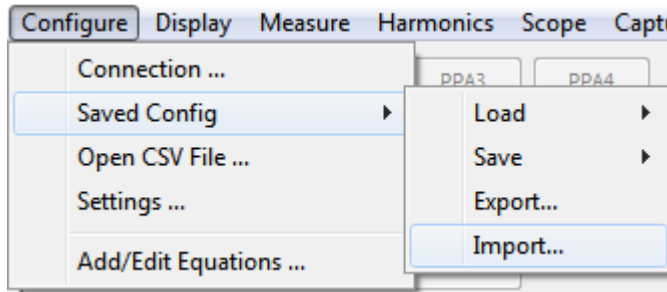 Configure Display Measure Harmonics Scope
Connection ...
PPA3 PPA4
Saved Config
Load
Open CSV File ...
Save
Settings ...
Export...
Import...
Add/Edit Equations ...